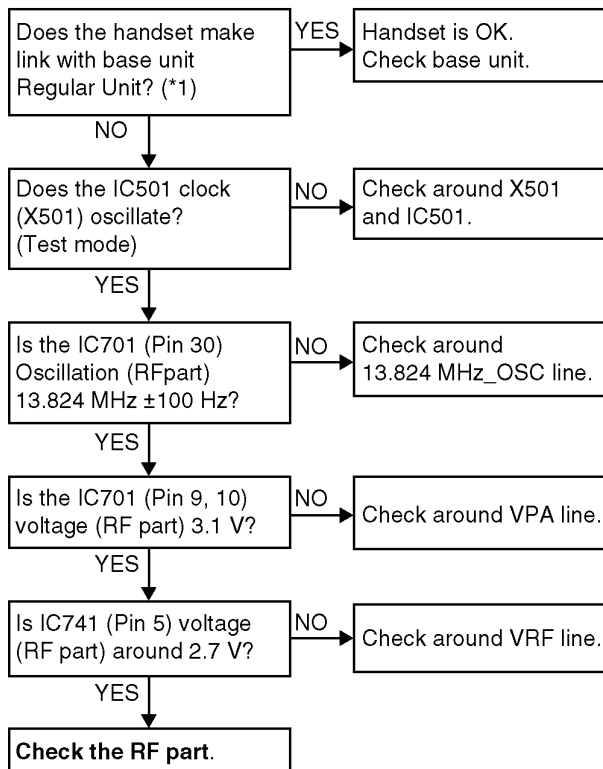 Does the handset make
link with base unit
Regular Unit? (*1)
YES
Handset is OK.
Check base unit.
NO
Does the IC501 clock
(X501) oscillate?
(Test mode)
NO
Check around X501
and IC501.
YES
Is the IC701 (Pin 30)
Oscillation (RFpart)
13.824 MHz ±100 Hz?
NO
Check around
13.824 MHz_OSC line.
YES
Is the IC701 (Pin 9, 10)
voltage (RF part) 3.1 V?
NO
Check around VPA line.
YES
Is IC741 (Pin 5) voltage
(RF part) around 2.7 V?
NO
Check around VRF line.
YES
Check the RF part.